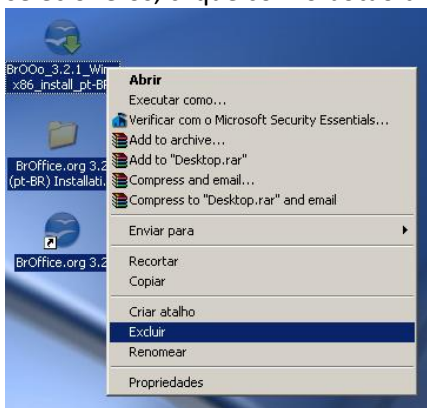 BrOOo_3.2.1_Win
x86_install_pt-BR
BrOffice.org 3.2
(pt-BR) Installati.
BrOffice.org 3.2
Abrir
Executar como...
Verificar com o Microsoft Security Essentials...
Add to archive...
Add to "Desktop.rar"
Compress and email...
Compress to "Desktop.rar" and email
Enviar para
Recortar
Copiar
Criar atalho
Excluir
Renomear
Propriedades